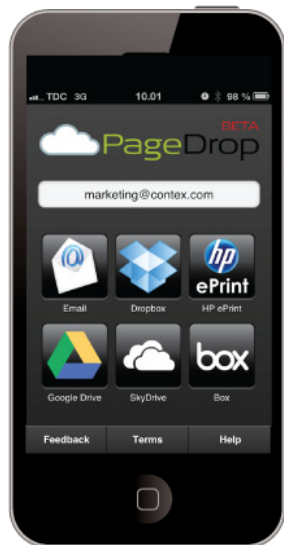 TDC 3G 10.01 98 %
BETA
PageDrop
marketing@contex.com
@
hp
ePrint
box
Email Dropbox HP ePrint
Google Drive SkyDrive Box
Feedback Terms Help